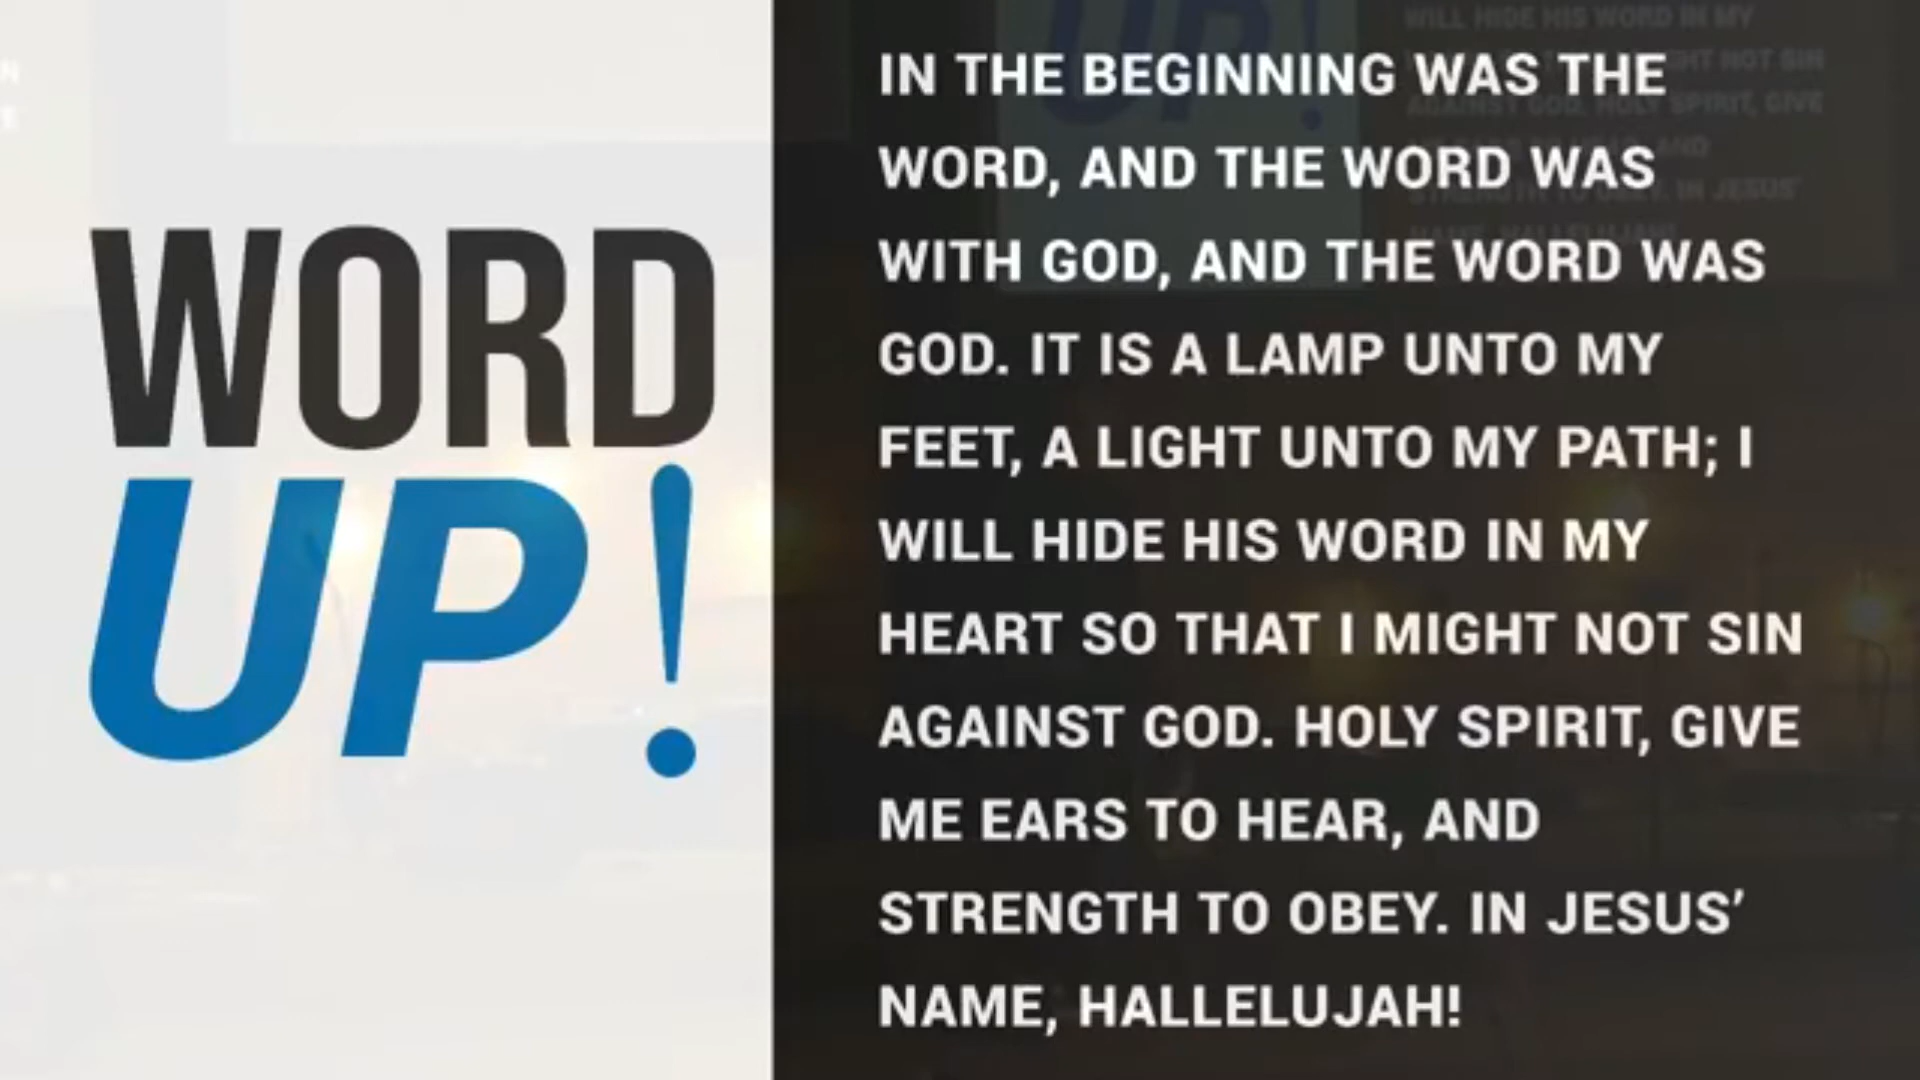 WORD
UP!
IN THE BEGINNING WAS THE
WORD, AND THE WORD WAS
WITH GOD, AND THE WORD WAS
GOD. IT IS A LAMP UNTO MY
FEET, A LIGHT UNTO MY PATH; I
WILL HIDE HIS WORD IN MY
HEART SO THAT I MIGHT NOT SIN
AGAINST GOD. HOLY SPIRIT, GIVE
ME EARS TO HEAR, AND
STRENGTH TO OBEY. IN JESUS’
NAME, HALLELUJAH!